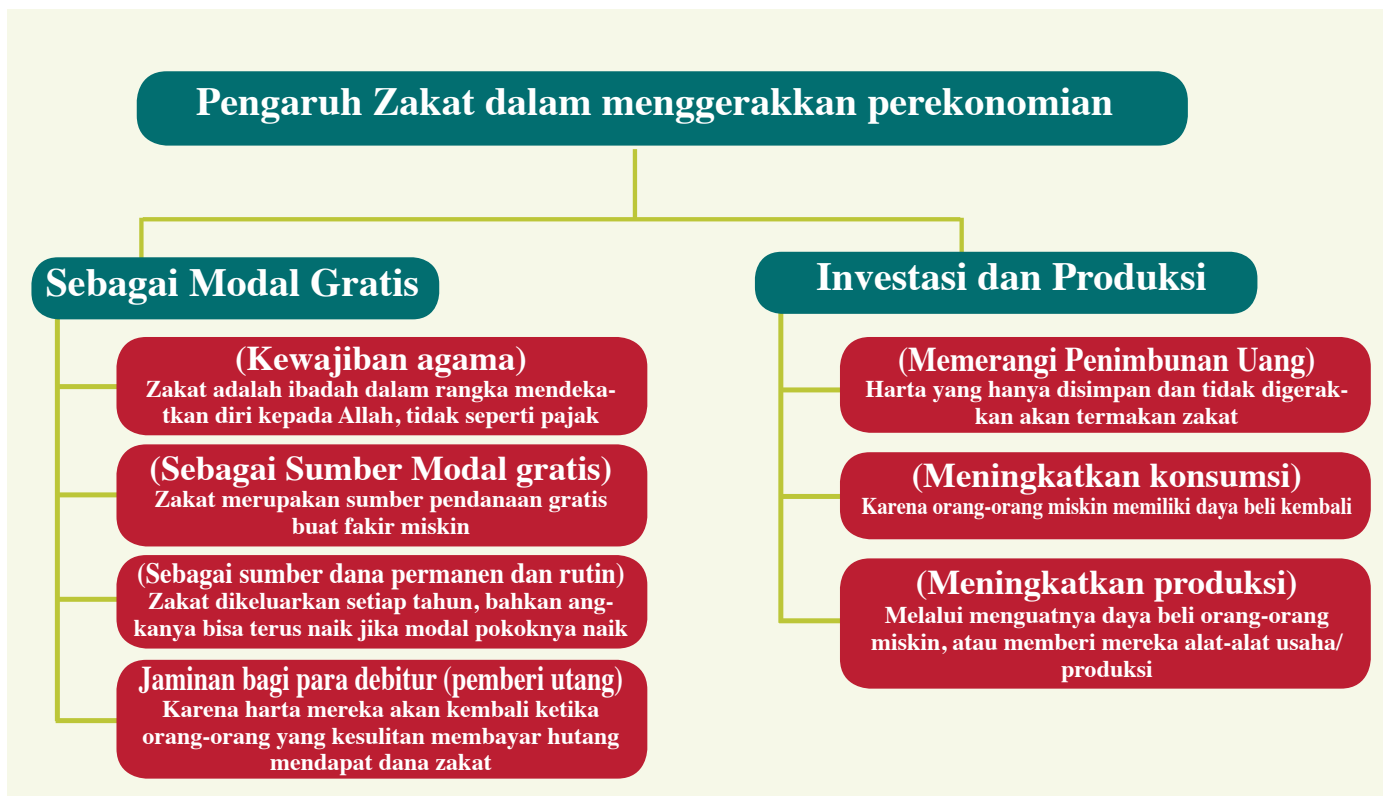 Pengaruh Zakat dalam menggerakkan perekonomian
Sebagai Modal Gratis
(Kewajiban agama)
Zakat adalah ibadah dalam rangka mendeka-
tkan diri kepada Allah, tidak seperti pajak
(Sebagai Sumber Modal gratis)
Zakat merupakan sumber pendanaan gratis
buat fakir miskin
(Sebagai sumber dana permanen dan rutin)
Zakat dikeluarkan setiap tahun, bahkan ang-
kanya bisa terus naik jika modal pokoknya naik
Jaminan bagi para debitur (pemberi utang)
Karena harta mereka akan kembali ketika
orang-orang yang kesulitan membayar hutang
mendapat dana zakat
Investasi dan Produksi
(Memerangi Penimbunan Uang)
Harta yang hanya disimpan dan tidak digerak-
kan akan termakan zakat
(Meningkatkan konsumsi)
Karena orang-orang miskin memiliki daya beli kembali
(Meningkatkan produksi)
Melalui menguatnya daya beli orang-orang
miskin, atau memberi mereka alat-alat usaha/
produksi